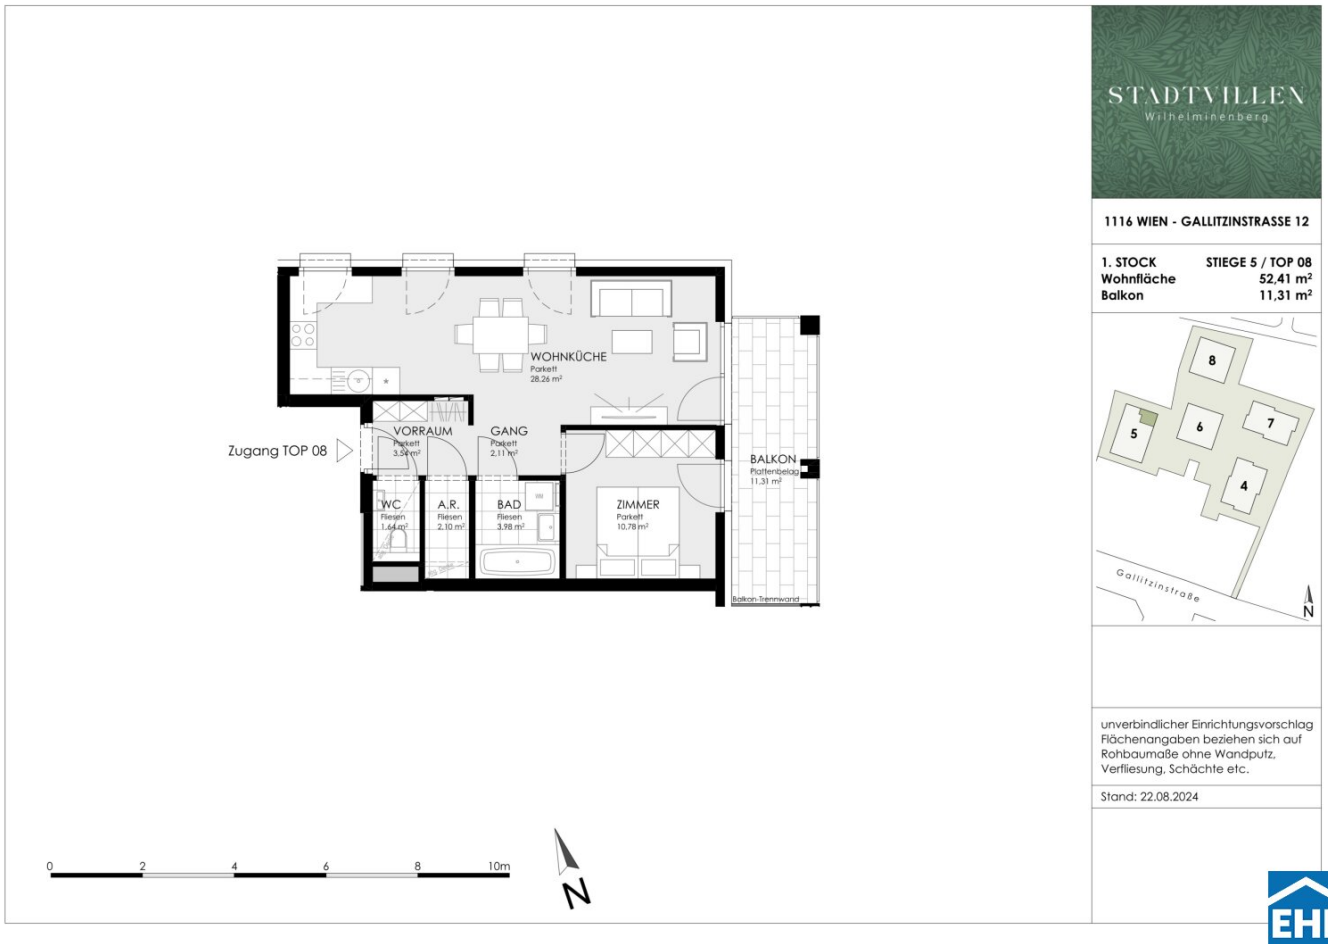 STADTVILLEN
Wilhelminenberg
1116 WIEN - GALLITZINSTRASSE 12
1. STOCK STIEGE 5 / TOP 08
Wohnfläche 52,41 m²
Balkon 11,31 m²
8
7
6
5
4
Gallitzinstraße
N
unverbindlicher Einrichtungsvorschlag
Flächenangaben beziehen sich auf
Rohbaumaße ohne Wandputz,
Verfliesung, Schächte etc.
Stand: 22.08.2024
WOHNKÜCHE
Parkett
28,26 m²
Zugang TOP 08
VORRAUM
Parkett
3,54 m²
GANG
Parkett
2,11 m²
BALKON
Plattenbelag
11,31 m²
WC
Fliesen
1,64 m²
A.R.
Fliesen
2,10 m²
BAD
Fliesen
3,98 m²
WM
ZIMMER
Parkett
10,78 m²
Balkon Trennwand
0 2 4 6 8 10m
N
EHL